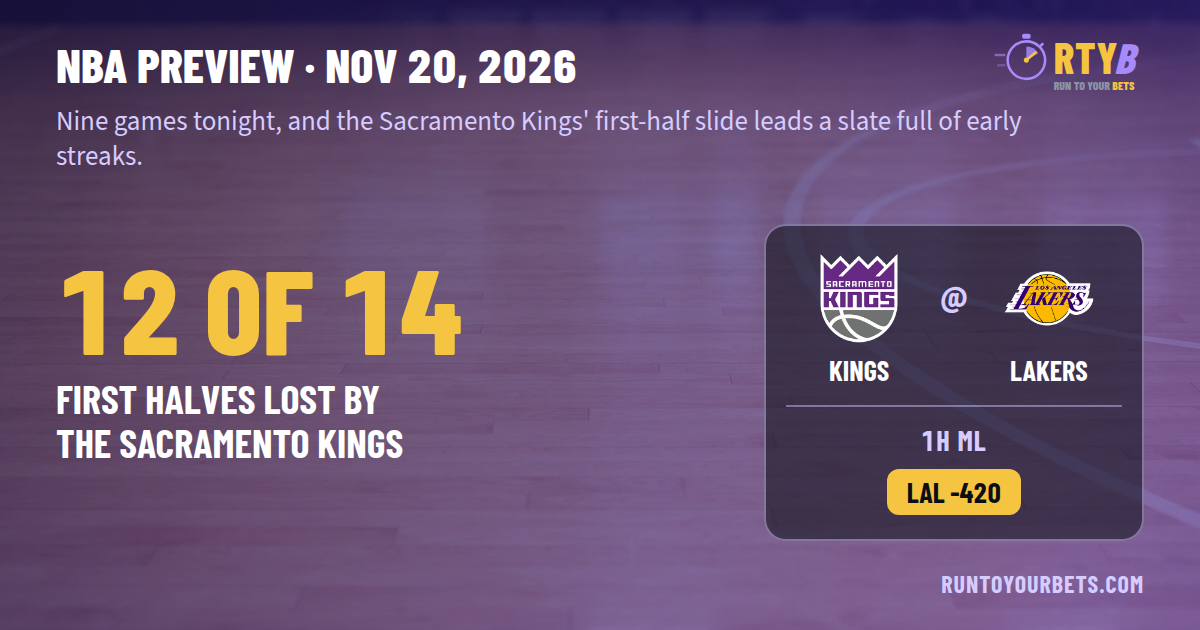 NBA PREVIEW · NOV 20, 2026
RTYB
RUN TO YOUR BETS
Nine games tonight, and the Sacramento Kings' first-half slide leads a slate full of early
streaks.
12 OF 14
FIRST HALVES LOST BY
THE SACRAMENTO KINGS
SACRAMENTO
KINGS
@
LOS ANGELES
LAKERS
KINGS
LAKERS
1H ML
LAL -420
RUNTOYOURBETS.COM